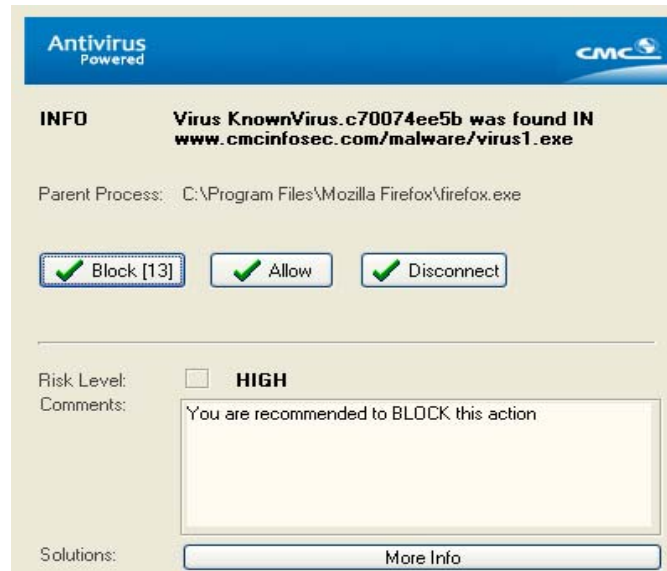 Antivirus
Powered
cmc
INFO Virus KnownVirus.c70074ee5b was found IN
www.cmcinfosec.com/malware/virus1.exe
Parent Process: C:\Program Files\Mozilla Firefox\firefox.exe
Block [13] Allow Disconnect
Risk Level: HIGH
Comments: You are recommended to BLOCK this action
Solutions: More Info